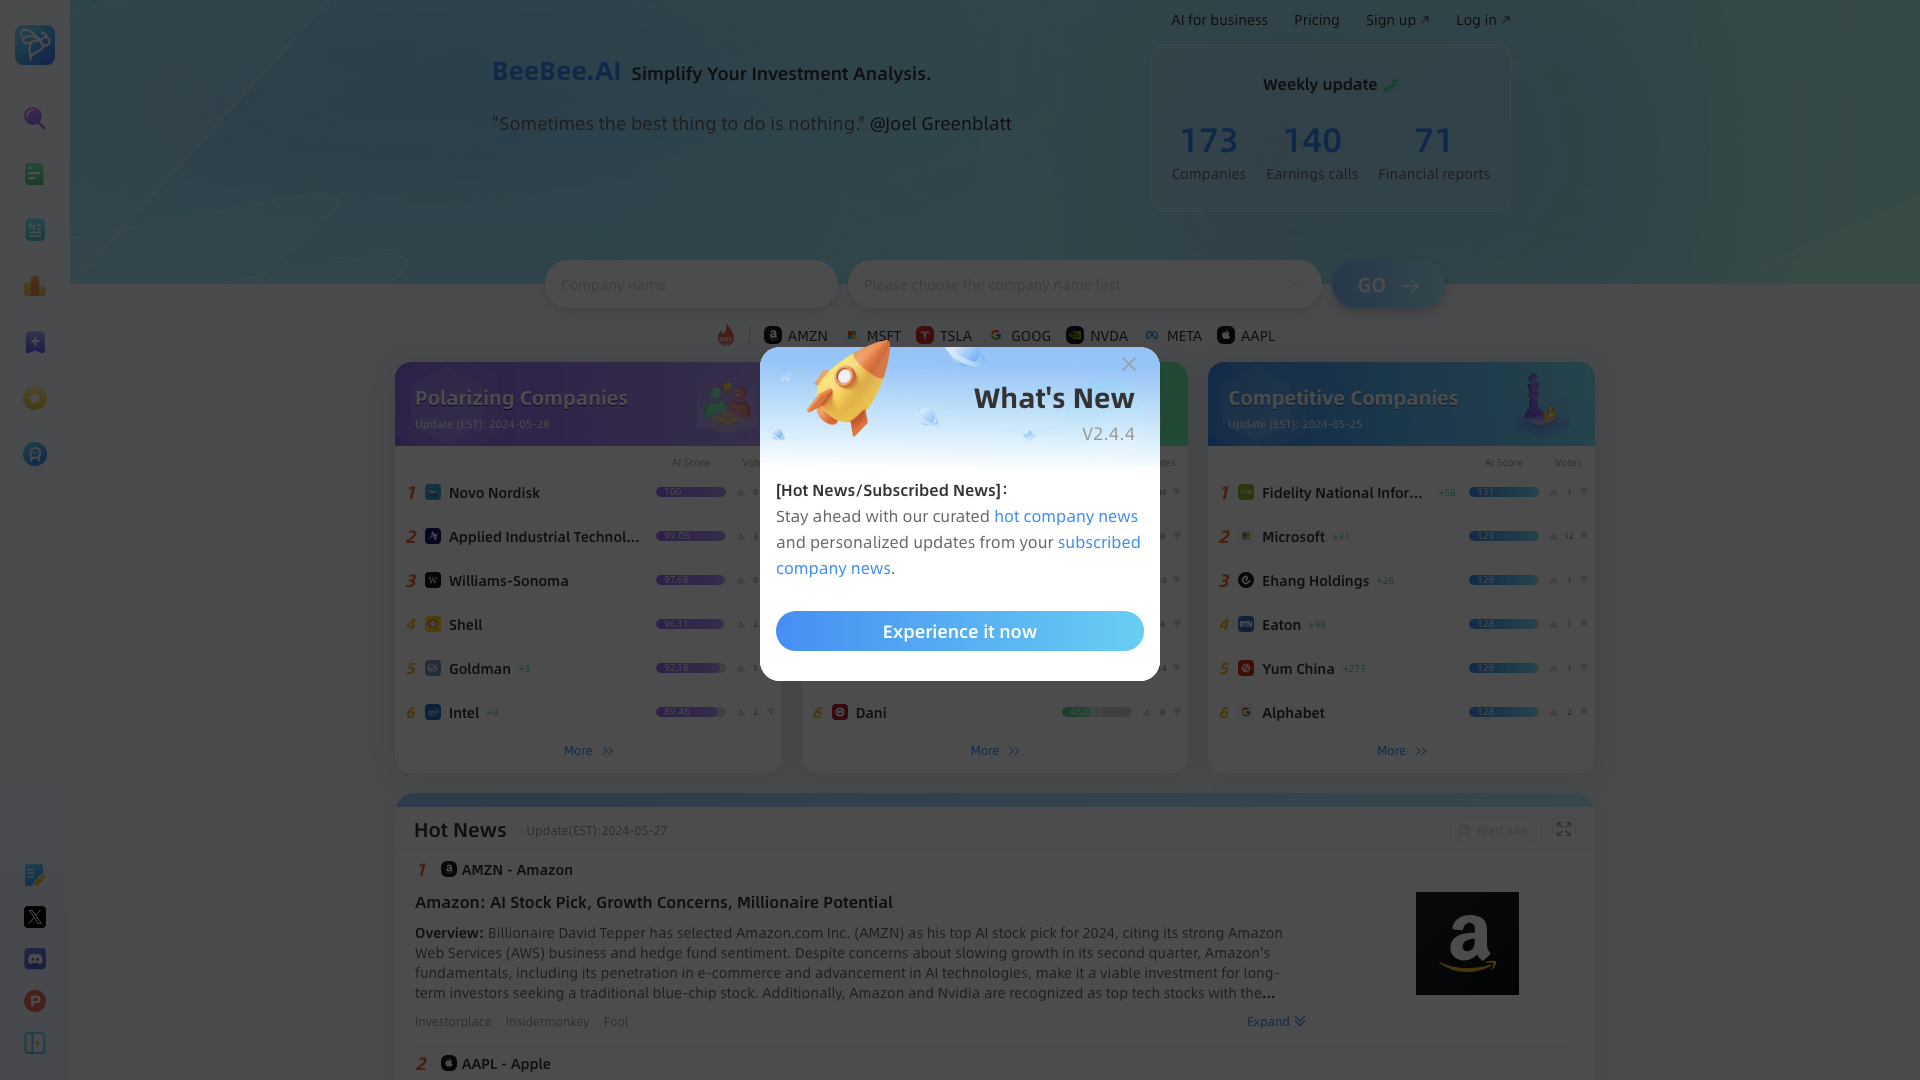 AI for business Pricing Sign up Log in
BeeBee.AI Simplify Your Investment Analysis.
"Sometimes the best thing to do is nothing." @Joel Greenblatt
Weekly update
173 140 71
Companies Earnings calls Financial reports
Company name
Please choose the company name first
GO
AMZN MSFT TSLA GOOG NVDA META AAPL
Polarizing Companies
Update (EST): 2024-05-28
AI Score
1 Novo Nordisk 100 0
2 Applied Industrial Technol... 99.05 3
3 Williams-Sonoma 97.68 0
4 Shell 96.11 2
5 Goldman +3 92.18 5
6 Intel +9 89.46 2
More
What's New
V2.4.4
[Hot News/Subscribed News]:
Stay ahead with our curated hot company news
and personalized updates from your subscribed
company news.
Experience it now
6 Dani 0
More
Competitive Companies
Update (EST): 2024-05-25
AI Score Votes
1 Fidelity National Infor... +58 131 1
2 Microsoft +31 129 12
3 Ehang Holdings +28 128 1
4 Eaton +98 128 1
5 Yum China +273 128 1
6 Alphabet 128 2
More
Hot News Update(EST):2024-05-27
select date
1 AMZN - Amazon
Amazon: AI Stock Pick, Growth Concerns, Millionaire Potential
Overview: Billionaire David Tepper has selected Amazon.com Inc. (AMZN) as his top AI stock pick for 2024, citing its strong Amazon
Web Services (AWS) business and hedge fund sentiment. Despite concerns about slowing growth in its second quarter, Amazon's
fundamentals, including its penetration in e-commerce and advancement in AI technologies, make it a viable investment for long-
term investors seeking a traditional blue-chip stock. Additionally, Amazon and Nvidia are recognized as top tech stocks with the...
Investorplace Insidermonkey Fool
Expand
2 AAPL - Apple